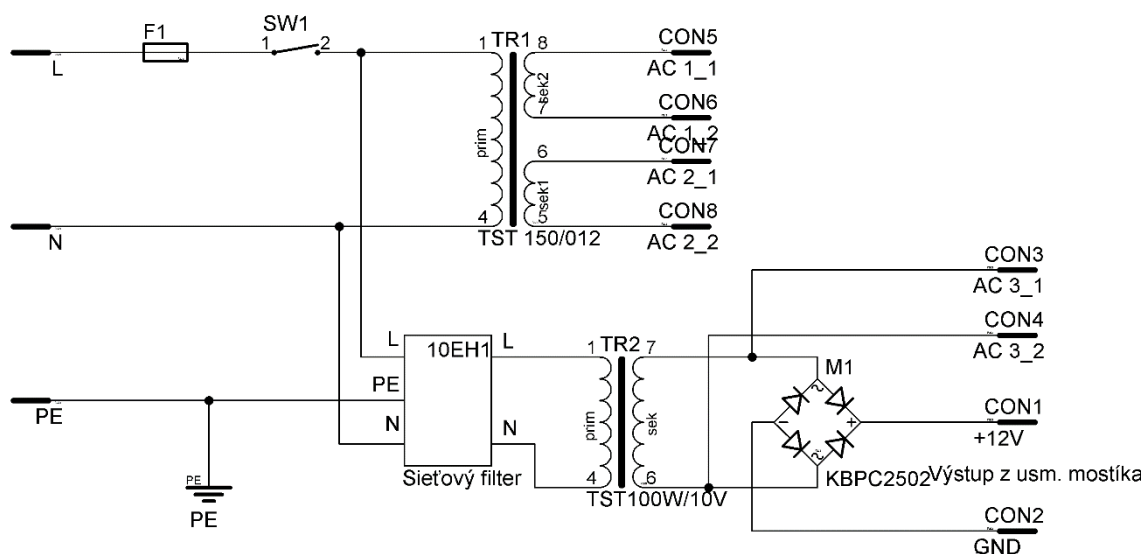 F1
SW1
1 2
L
1 TR1 8
CON5
AC 1_1
sek2
7
CON6
AC 1_2
prim
6
CON7
AC 2_1
sek1
N
4
5
CON8
AC 2_2
TST 150/012
CON3
AC 3_1
CON4
AC 3_2
L
10EH1
L
1 TR2 7
M1
PE
PE
N
N
prim
sek
CON1
+12V
Sieťový filter
4
6
TST100W/10V
KBPC2502
Výstup z usm. mostíka
PE
PE
CON2
GND